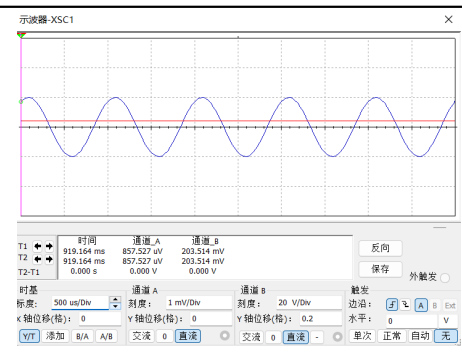 示波器-XSC1
时间 通道_A 通道_B
T1 919.164 ms 857.527 uV 203.514 mV
T2 919.164 ms 857.527 uV 203.514 mV
T2-T1 0.000 s 0.000 V 0.000 V
反向
保存
外触发
时基 通道 A 通道 B 触发
标度: 500 us/Div 刻度: 1 mV/Div 刻度: 20 V/Div 边沿: A B Ext
X 轴位移(格): 0 Y 轴位移(格): 0 Y 轴位移(格): 0.2 水平: 0
Y/T 添加 B/A A/B 交流 0 直流 交流 0 直流 - 单次 正常 自动 无